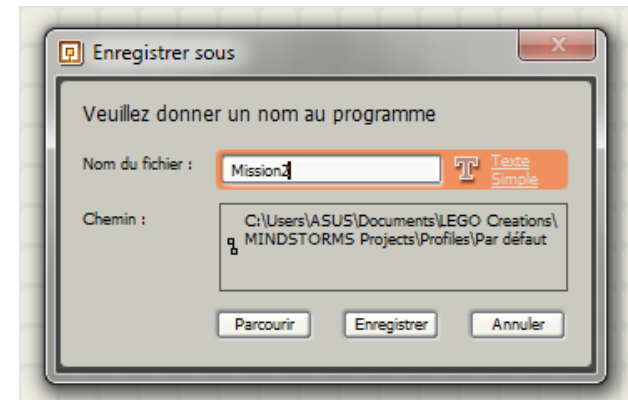 Enregistrer sous
Veuillez donner un nom au programme
Nom du fichier :
Mission2
Texte
Simple
Chemin :
C:\Users\ASUS\Documents\LEGO Creations\
MINDSTORMS Projects\Profiles\Par défaut
Parcourir
Enregistrer
Annuler